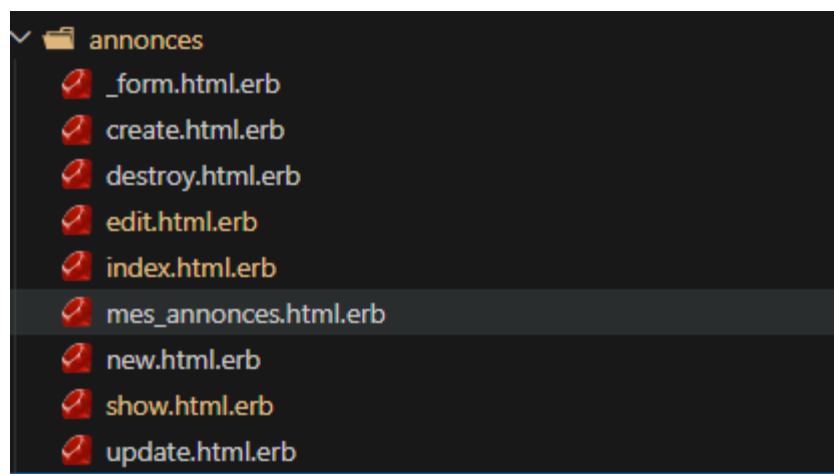 annonces
_form.html.erb
create.html.erb
destroy.html.erb
edit.html.erb
index.html.erb
mes_annonces.html.erb
new.html.erb
show.html.erb
update.html.erb